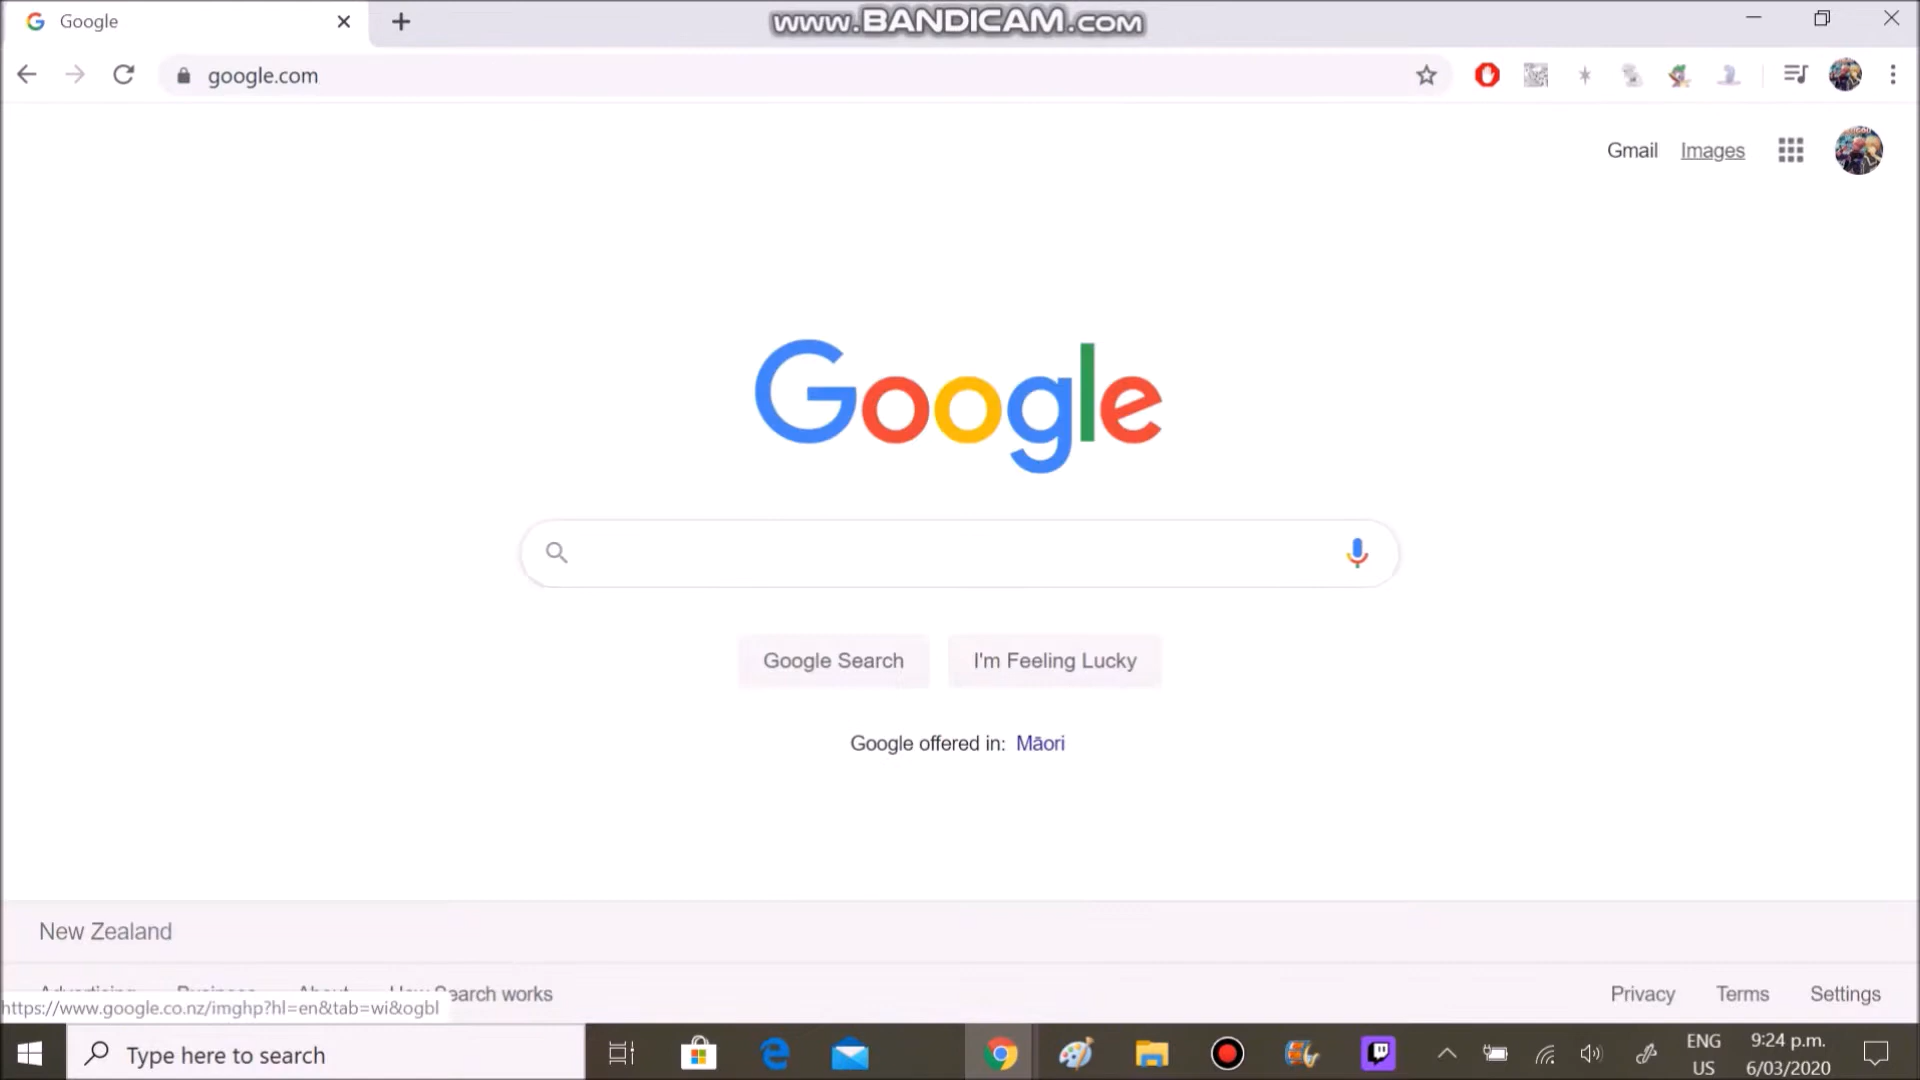 Google
www.BANDICAM.com
google.com
Gmail Images
Google
Google Search I'm Feeling Lucky
Google offered in: Māori
New Zealand
Search works
Privacy Terms Settings
https://www.google.co.nz/imghp?hl=en&tab=wi&ogbl
Type here to search
ENG
US
9:24 p.m.
6/03/2020